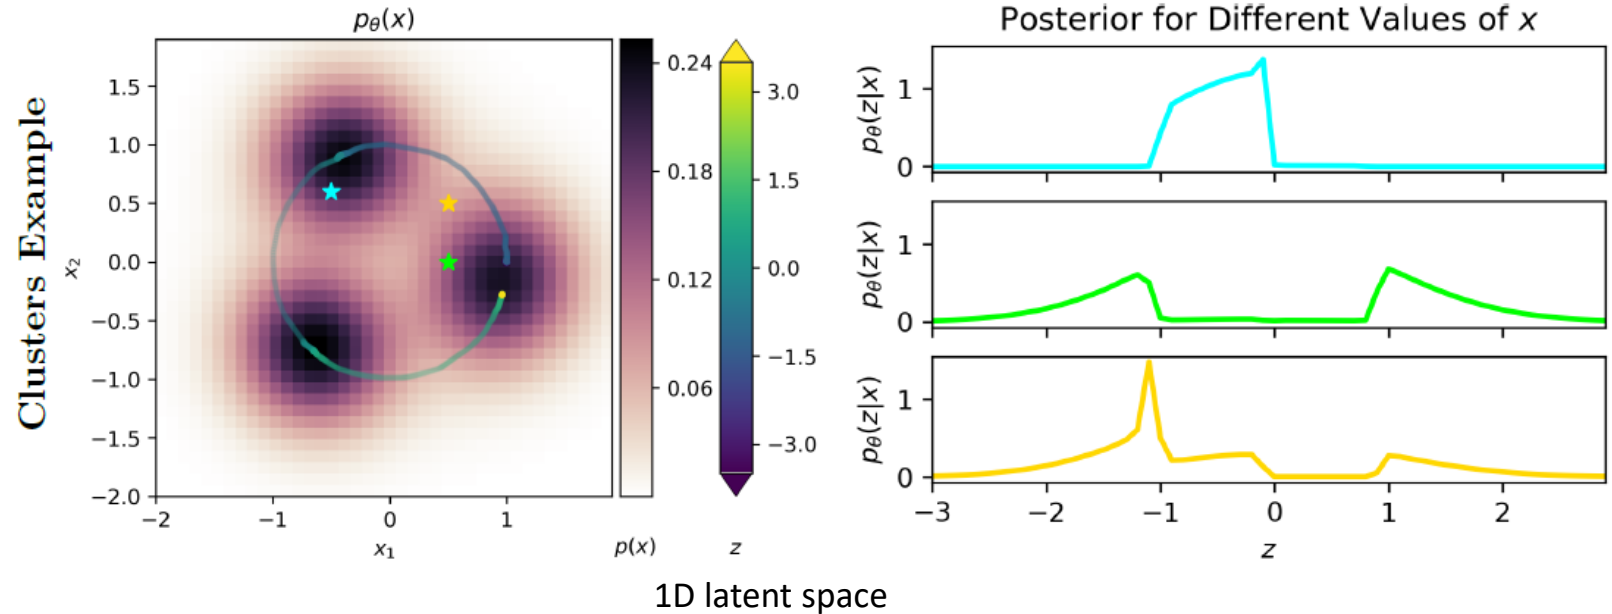 Clusters Example
pθ(x)
x₂
1.5
1.0
0.5
0.0
−0.5
−1.0
−1.5
−2.0
−2
−1
0
1
x₁
0.24
0.18
0.12
0.06
p(x)
3.0
1.5
0.0
−1.5
−3.0
z
Posterior for Different Values of x
pθ(z|x)
1
0
pθ(z|x)
1
0
pθ(z|x)
1
0
−3
−2
−1
0
1
2
z
1D latent space